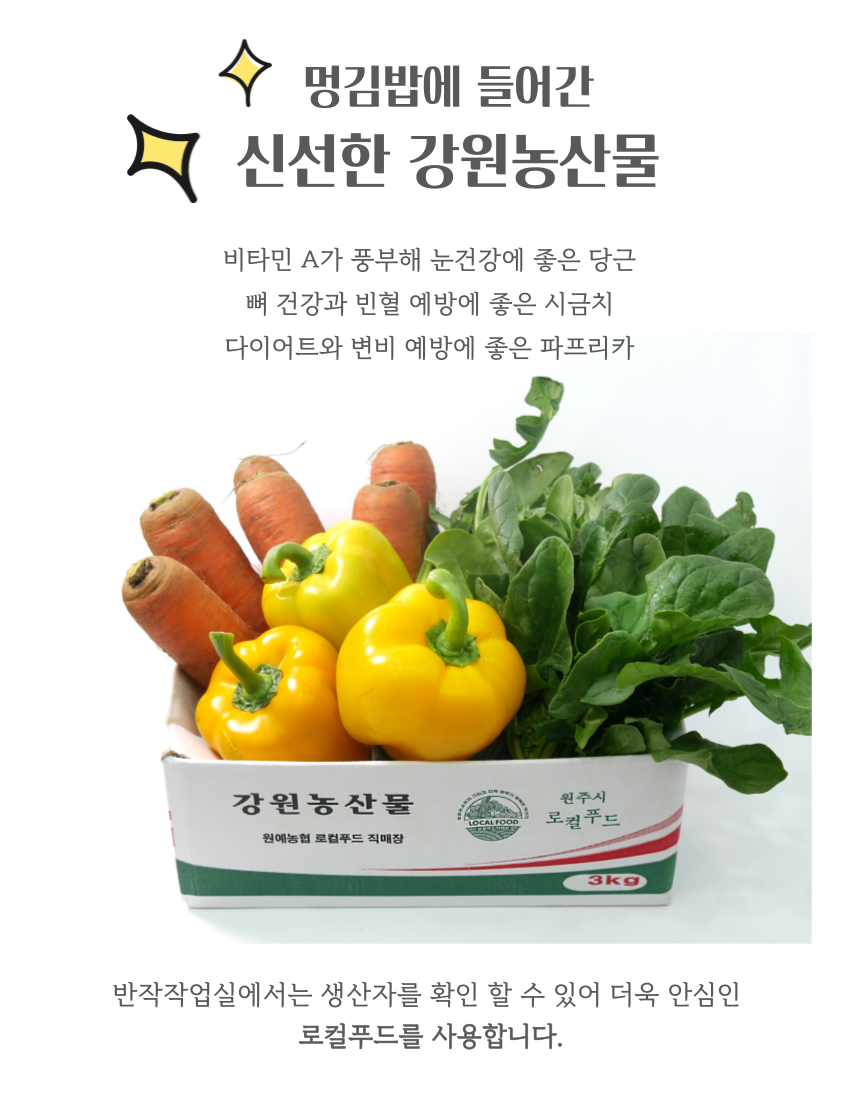 멍김밥에 들어간
신선한 강원농산물
비타민 A가 풍부해 눈건강에 좋은 당근
뼈 건강과 빈혈 예방에 좋은 시금치
다이어트와 변비 예방에 좋은 파프리카
강원농산물
원예농협 로컬푸드 직매장
LOCAL FOOD
원주시
로컬푸드
3kg
반작작업실에서는 생산자를 확인 할 수 있어 더욱 안심인
로컬푸드를 사용합니다.